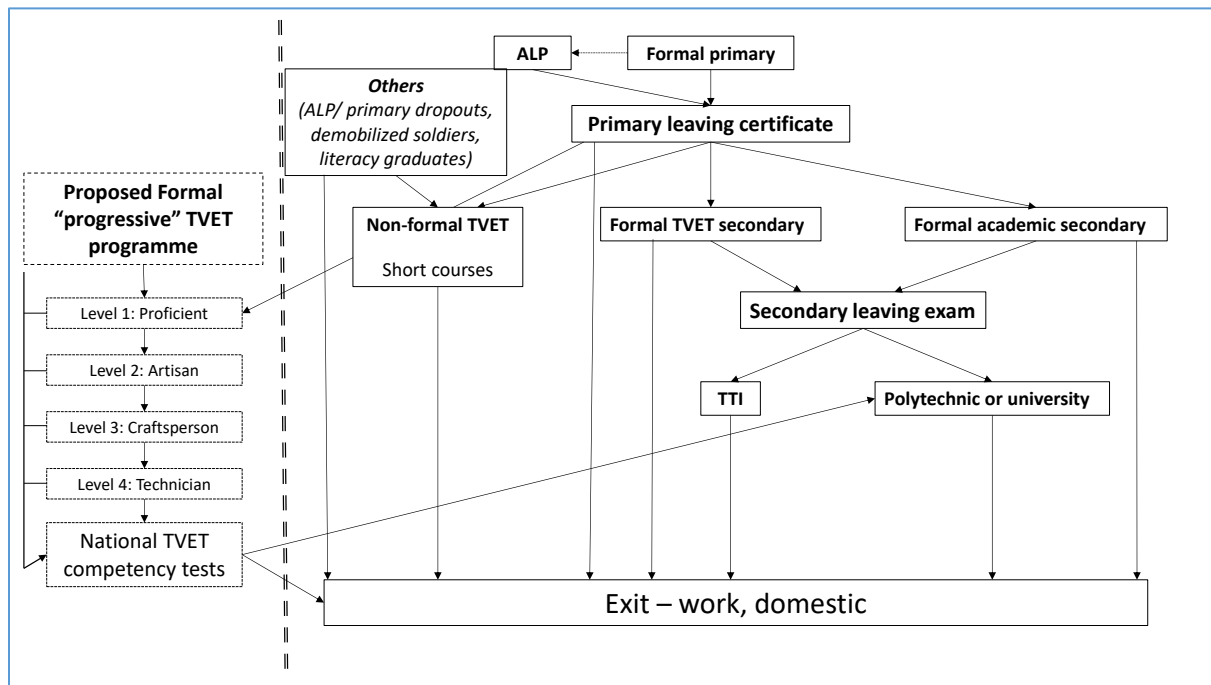 ALP
Formal primary
Others
(ALP/ primary dropouts,
demobilized soldiers,
literacy graduates)
Primary leaving certificate
Proposed Formal
“progressive” TVET
programme
Non-formal TVET
Short courses
Formal TVET secondary
Formal academic secondary
Level 1: Proficient
Secondary leaving exam
Level 2: Artisan
TTI
Polytechnic or university
Level 3: Craftsperson
Level 4: Technician
National TVET
competency tests
Exit – work, domestic